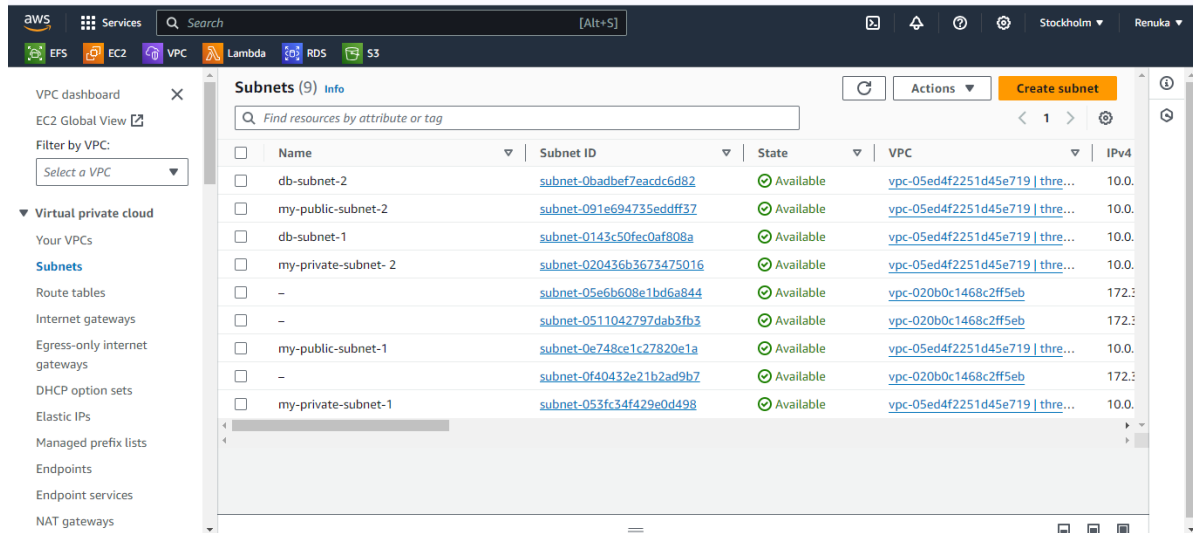 aws Services Search [Alt+S] Stockholm Renuka
EFS EC2 VPC Lambda RDS S3
VPC dashboard
EC2 Global View
Filter by VPC:
Select a VPC
Virtual private cloud
Your VPCs
Subnets
Route tables
Internet gateways
Egress-only internet
gateways
DHCP option sets
Elastic IPs
Managed prefix lists
Endpoints
Endpoint services
NAT gateways
Subnets (9) Info Actions Create subnet
Find resources by attribute or tag 1
Name Subnet ID State VPC IPv4
db-subnet-2 subnet-0badbef7eacdc6d82 Available vpc-05ed4f2251d45e719 | thre... 10.0.
my-public-subnet-2 subnet-091e694735eddff37 Available vpc-05ed4f2251d45e719 | thre... 10.0.
db-subnet-1 subnet-0143c50fec0af808a Available vpc-05ed4f2251d45e719 | thre... 10.0.
my-private-subnet- 2 subnet-020436b3673475016 Available vpc-05ed4f2251d45e719 | thre... 10.0.
– subnet-05e6b608e1bd6a844 Available vpc-020b0c1468c2ff5eb 172.3
– subnet-0511042797dab3fb3 Available vpc-020b0c1468c2ff5eb 172.3
my-public-subnet-1 subnet-0e748ce1c27820e1a Available vpc-05ed4f2251d45e719 | thre... 10.0.
– subnet-0f40432e21b2ad9b7 Available vpc-020b0c1468c2ff5eb 172.3
my-private-subnet-1 subnet-053fc34f429e0d498 Available vpc-05ed4f2251d45e719 | thre... 10.0.